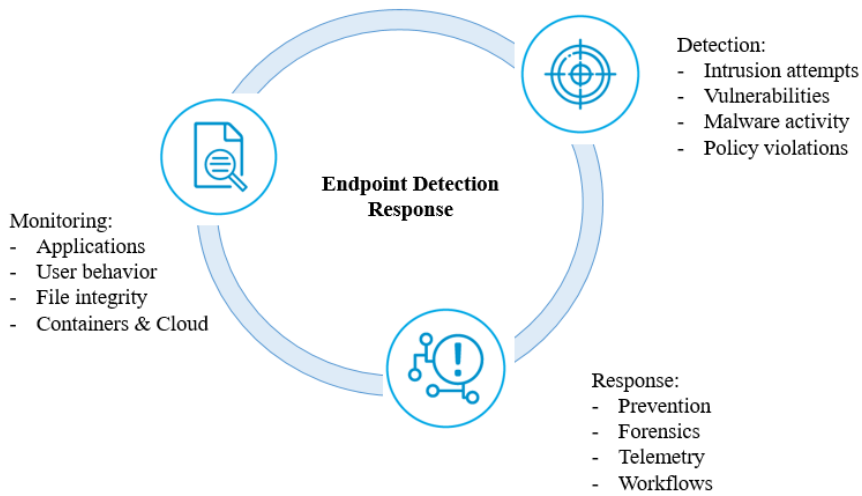 Detection:
- Intrusion attempts
- Vulnerabilities
- Malware activity
- Policy violations
Endpoint Detection
Response
Monitoring:
- Applications
- User behavior
- File integrity
- Containers & Cloud
!
Response:
- Prevention
- Forensics
- Telemetry
- Workflows